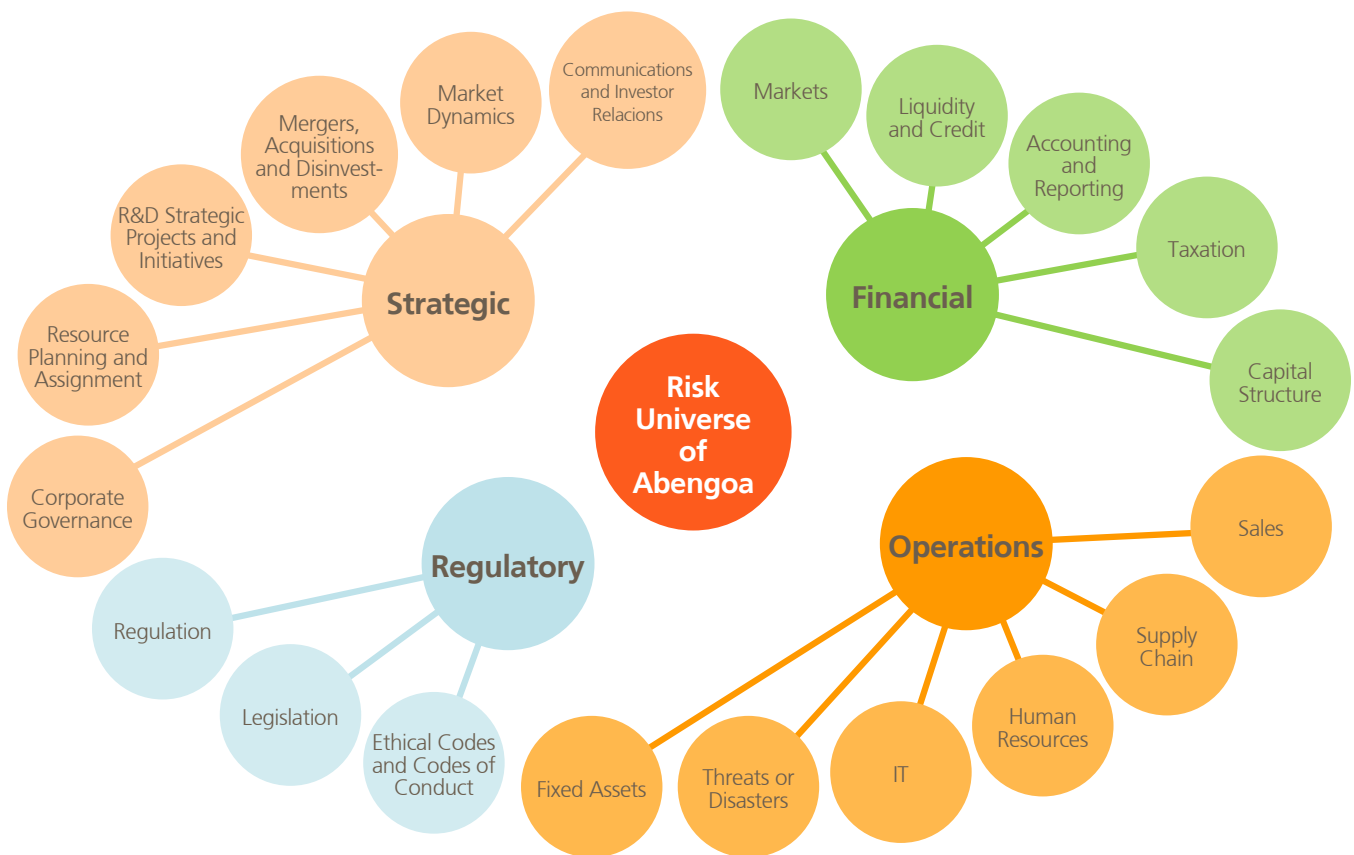 Communications
and Investor
Relacions
Market
Dynamics
Mergers,
Acquisitions
and Disinvest-
ments
R&D Strategic
Projects and
Initiatives
Resource
Planning and
Assignment
Corporate
Governance
Strategic
Markets
Liquidity
and Credit
Accounting
and
Reporting
Taxation
Capital
Structure
Financial
Risk
Universe
of
Abengoa
Regulatory
Regulation
Legislation
Ethical Codes
and Codes of
Conduct
Operations
Sales
Supply
Chain
Human
Resources
IT
Threats or
Disasters
Fixed Assets